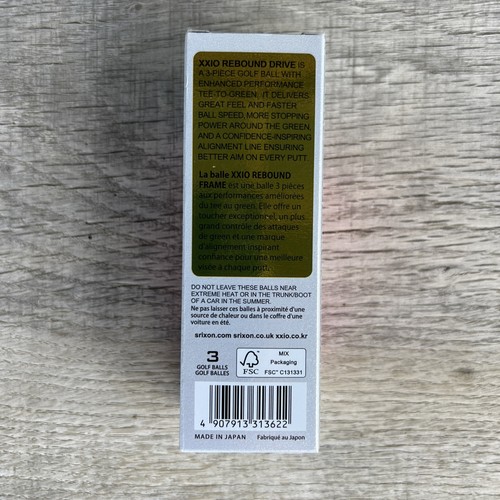 XXIO REBOUND DRIVE IS
A 3-PIECE GOLF BALL WITH
ENHANCED PERFORMANCE
TEE-TO-GREEN. IT DELIVERS
GREAT FEEL AND FASTER
BALL SPEED, MORE STOPPING
POWER AROUND THE GREEN,
AND A CONFIDENCE-INSPIRING
ALIGNMENT LINE ENSURING
BETTER AIM ON EVERY PUTT.
La balle XXIO REBOUND
FRAME est une balle 3 pièces
aux performances améliorées
du tee au green. Elle offre un
toucher exceptionnel, un plus
grand contrôle des attaques
de green et une marque
d'alignement inspirant
confiance pour une meilleure
visée à chaque putt.
DO NOT LEAVE THESE BALLS NEAR
EXTREME HEAT OR IN THE TRUNK/BOOT
OF A CAR IN THE SUMMER.
Ne pas laisser ces balles à proximité d'une
source de chaleur ou dans le coffre d'une
voiture en été.
srixon.com srixon.co.uk xxio.co.kr
3
GOLF BALLS
GOLF BALLES
FSC
MIX
Packaging
FSC™ C131331
4 907913 313622
MADE IN JAPAN Fabriqué au Japon